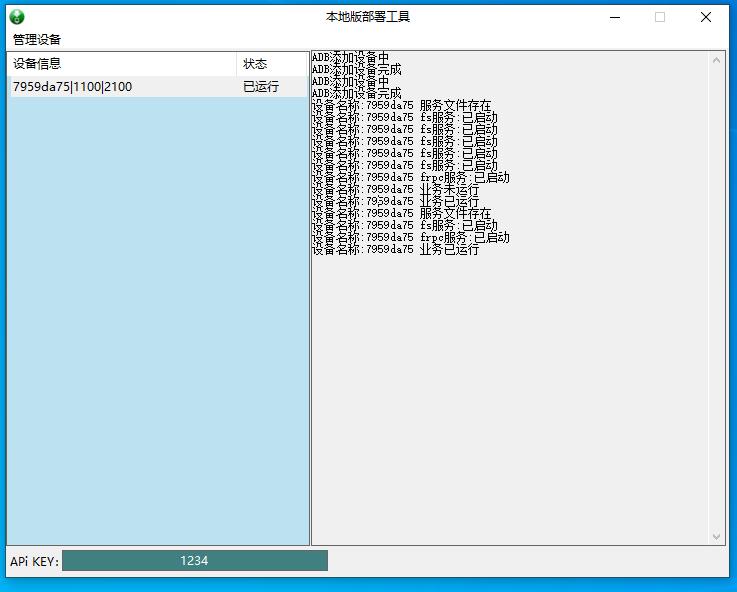 本地版部署工具
管理设备
设备信息 状态
7959da75|1100|2100 已运行
ADB添加设备中
ADB添加设备完成
ADB添加设备中
ADB添加设备完成
设备名称:7959da75 服务文件存在
设备名称:7959da75 fs服务:已启动
设备名称:7959da75 fs服务:已启动
设备名称:7959da75 fs服务:已启动
设备名称:7959da75 fs服务:已启动
设备名称:7959da75 fs服务:已启动
设备名称:7959da75 frpc服务:已启动
设备名称:7959da75 业务未运行
设备名称:7959da75 业务已运行
设备名称:7959da75 服务文件存在
设备名称:7959da75 fs服务:已启动
设备名称:7959da75 frpc服务:已启动
设备名称:7959da75 业务已运行
APi KEY: 1234